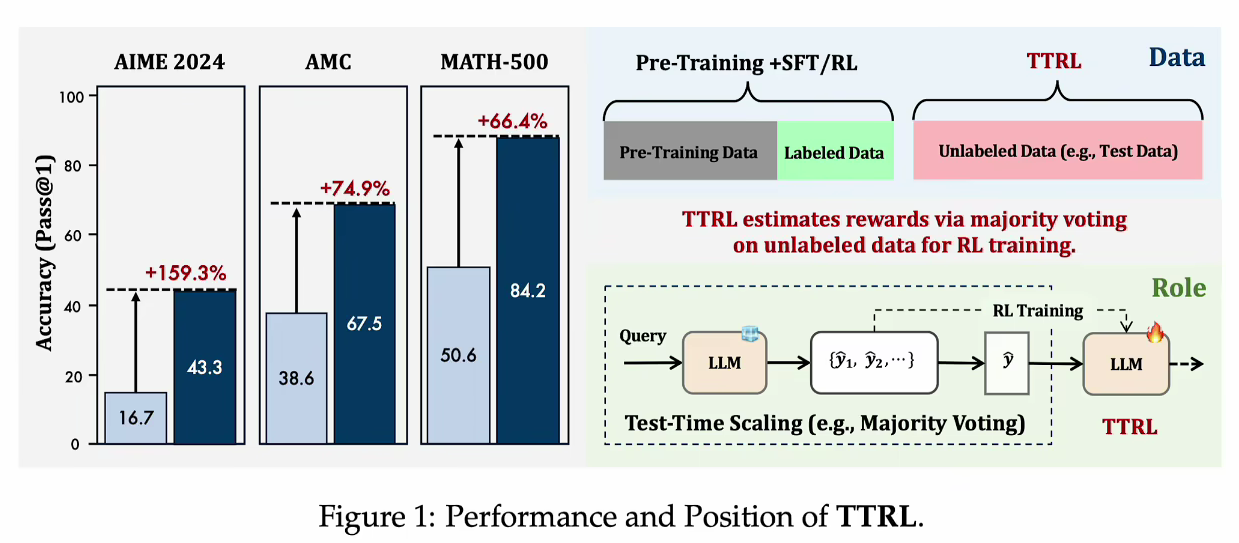 AIME 2024
AMC
MATH-500
Accuracy (Pass@1)
100
80
60
40
20
0
+159.3%
16.7
43.3
+74.9%
38.6
67.5
+66.4%
50.6
84.2
Data
Pre-Training +SFT/RL
TTRL
Pre-Training Data
Labeled Data
Unlabeled Data (e.g., Test Data)
TTRL estimates rewards via majority voting
on unlabeled data for RL training.
Role
RL Training
Query
LLM
{ŷ₁, ŷ₂,⋯}
ŷ
LLM
Test-Time Scaling (e.g., Majority Voting)
TTRL
Figure 1: Performance and Position of TTRL.